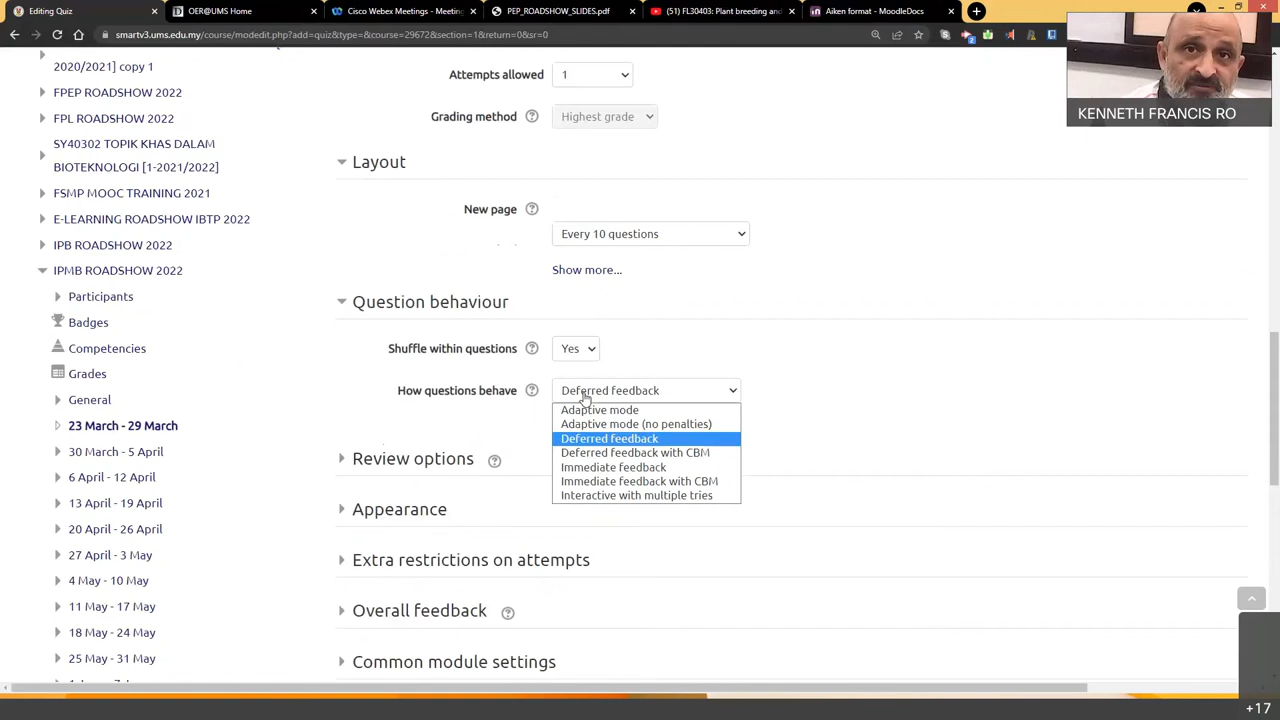 Editing Quiz
OER@UMS Home
Cisco Webex Meetings - Meeting
PEP_ROADSHOW_SLIDES.pdf
(51) FL30403: Plant breeding and
Aiken format - MoodleDocs
smartv3.ums.edu.my/course/modedit.php?add=quiz&type=&course=29672&section=1&return=0&sr=0
KENNETH FRANCIS RO
2020/2021] copy 1
FPEP ROADSHOW 2022
FPL ROADSHOW 2022
SY40302 TOPIK KHAS DALAM
BIOTEKNOLOGI [1-2021/2022]
FSMP MOOC TRAINING 2021
E-LEARNING ROADSHOW IBTP 2022
IPB ROADSHOW 2022
IPMB ROADSHOW 2022
Participants
Badges
Competencies
Grades
General
23 March - 29 March
30 March - 5 April
6 April - 12 April
13 April - 19 April
20 April - 26 April
27 April - 3 May
4 May - 10 May
11 May - 17 May
18 May - 24 May
25 May - 31 May
Attempts allowed
1
Grading method
Highest grade
Layout
New page
Every 10 questions
Show more...
Question behaviour
Shuffle within questions
Yes
How questions behave
Deferred feedback
Adaptive mode
Adaptive mode (no penalties)
Deferred feedback
Deferred feedback with CBM
Immediate feedback
Immediate feedback with CBM
Interactive with multiple tries
Review options
Appearance
Extra restrictions on attempts
Overall feedback
Common module settings
+17